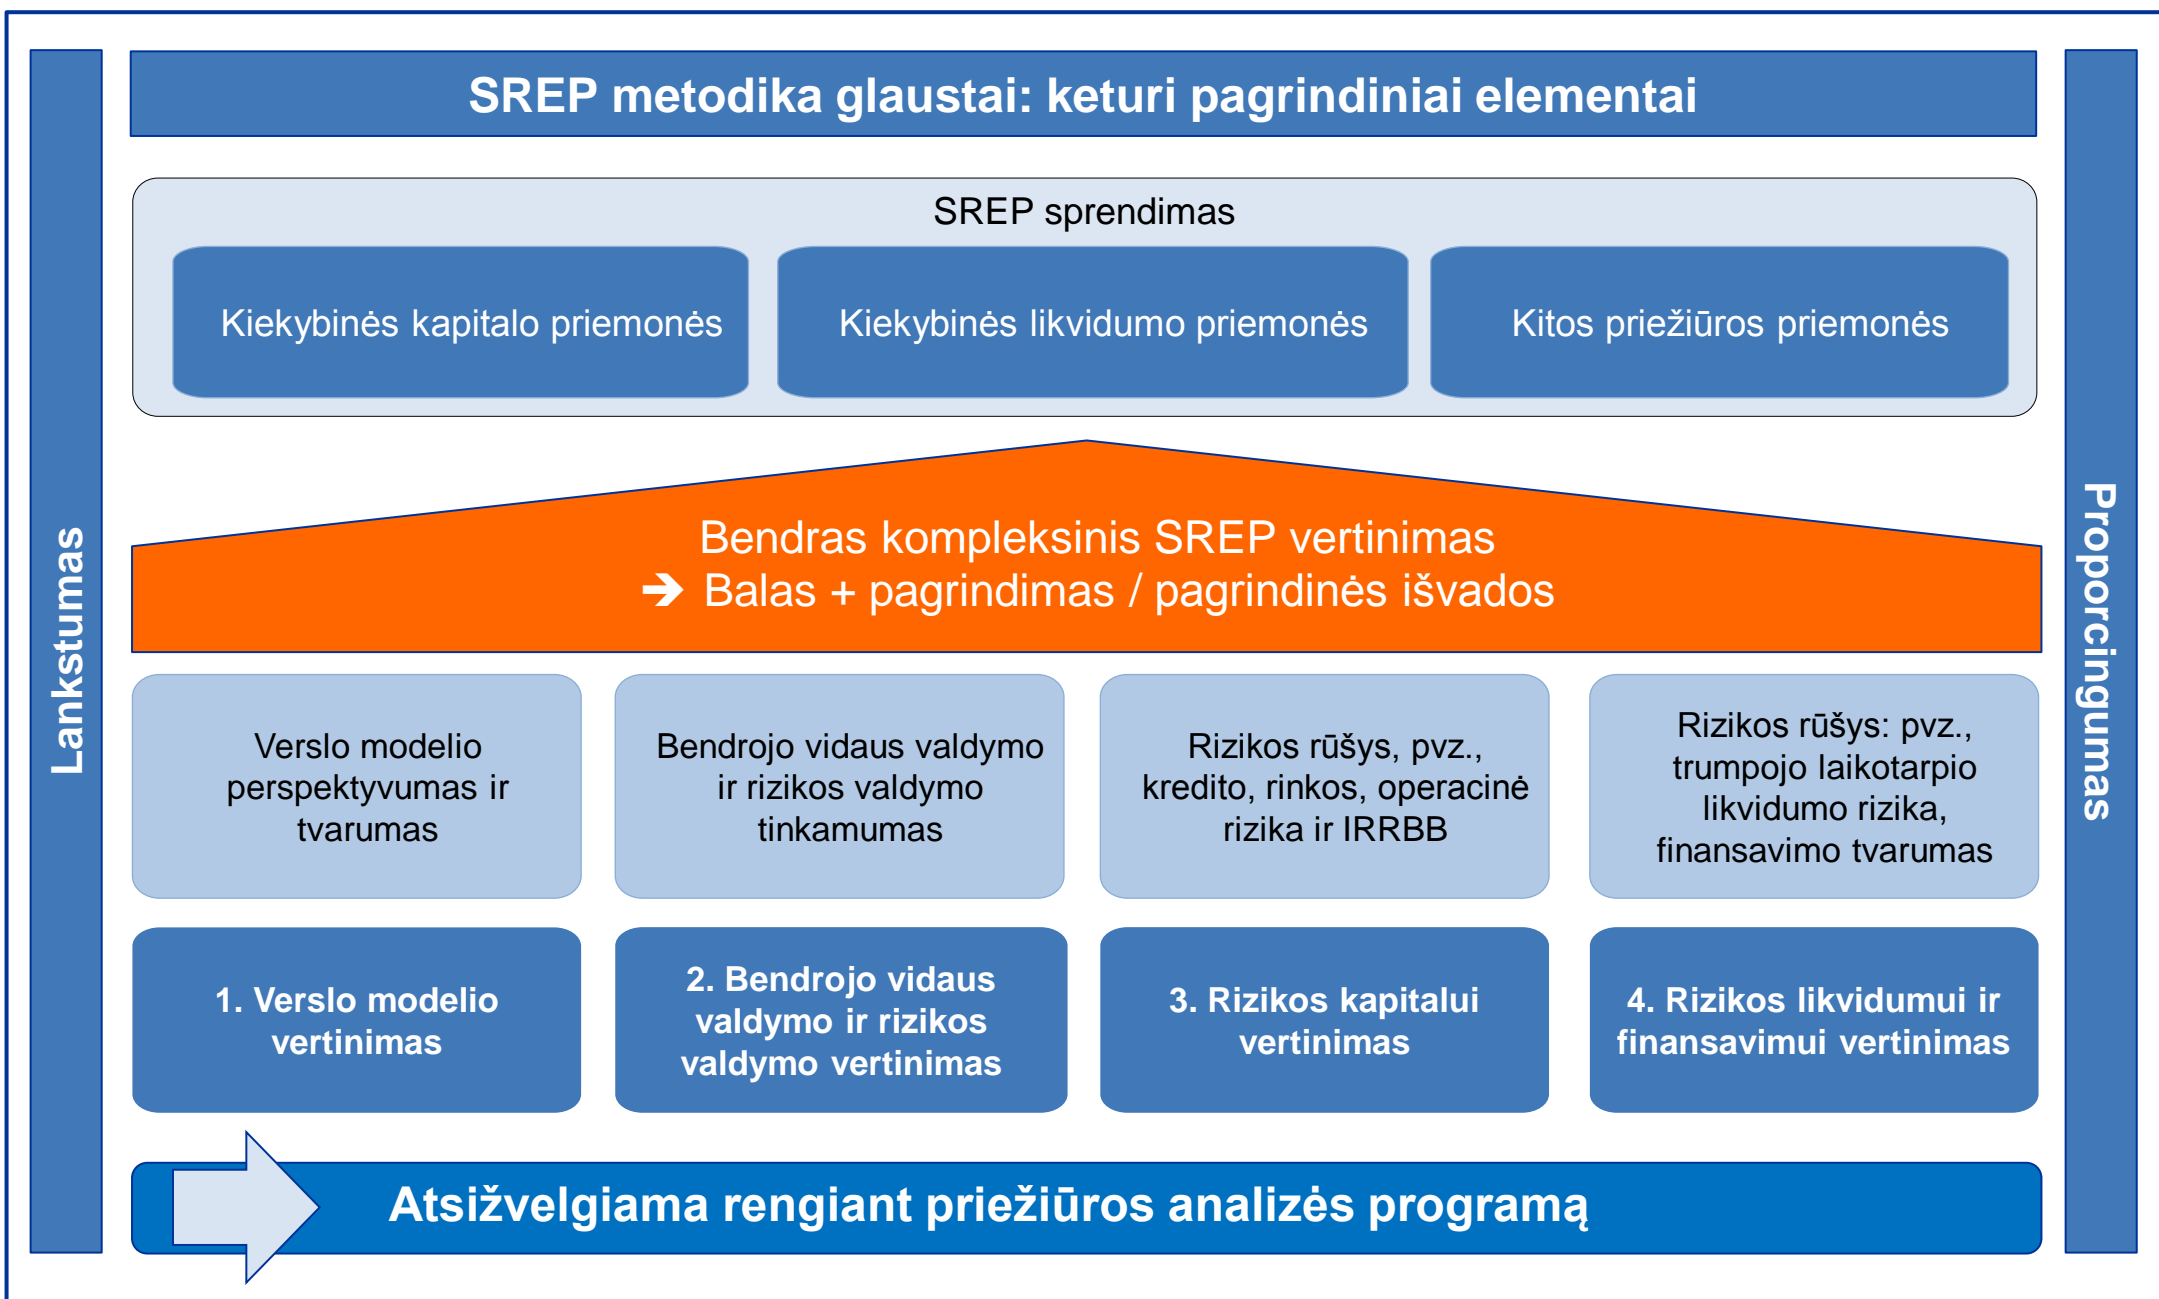 SREP metodika glaustai: keturi pagrindiniai elementai
Lankstumas
SREP sprendimas
Kiekybinės kapitalo priemonės
Kiekybinės likvidumo priemonės
Kitos priežiūros priemonės
Bendras kompleksinis SREP vertinimas
➔ Balas + pagrindimas / pagrindinės išvados
Verslo modelio
perspektyvumas ir
tvarumas
Bendrojo vidaus valdymo
ir rizikos valdymo
tinkamumas
Rizikos rūšys, pvz.,
kredito, rinkos, operacinė
rizika ir IRRBB
Rizikos rūšys: pvz.,
trumpojo laikotarpio
likvidumo rizika,
finansavimo tvarumas
1. Verslo modelio
vertinimas
2. Bendrojo vidaus
valdymo ir rizikos
valdymo vertinimas
3. Rizikos kapitalui
vertinimas
4. Rizikos likvidumui ir
finansavimui vertinimas
Atsižvelgiama rengiant priežiūros analizės programą
Proporcingumas